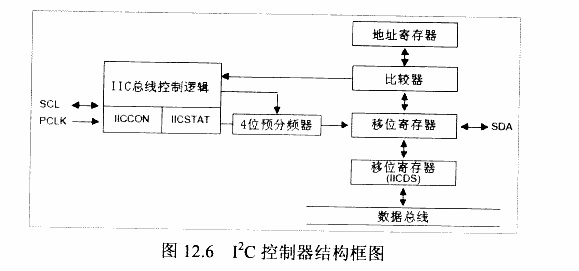 地址寄存器
IIC总线控制逻辑
比较器
SCL
PCLK
IICCON
IICSTAT
4位预分频器
移位寄存器
SDA
移位寄存器
(IICDS)
数据总线
图 12.6 I²C 控制器结构框图